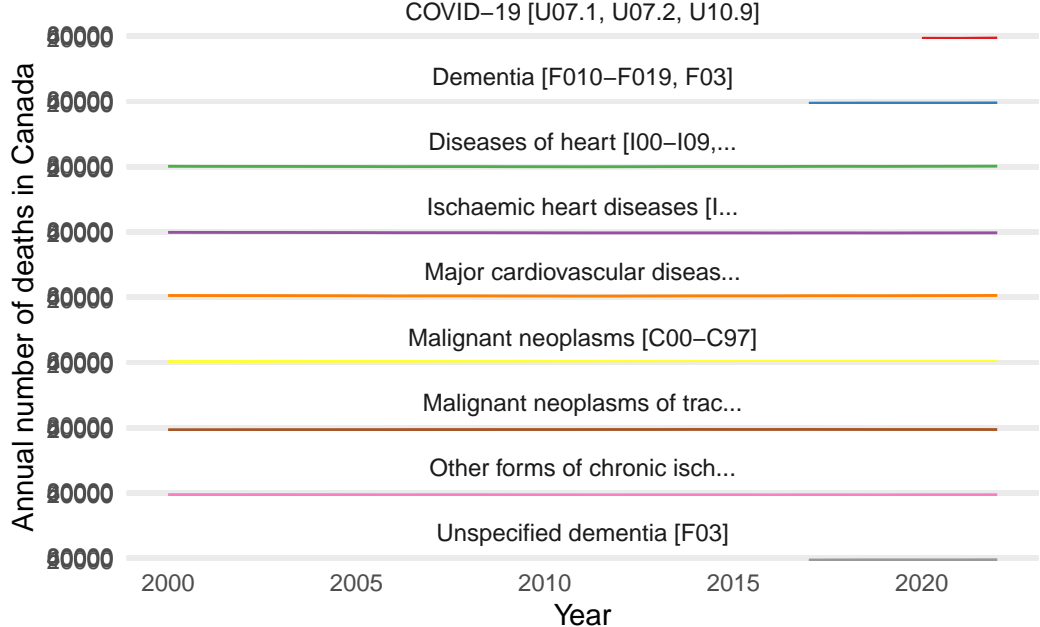 COVID−19 [U07.1, U07.2, U10.9]
Dementia [F010−F019, F03]
Diseases of heart [I00−I09,...
Ischaemic heart diseases [I...
Major cardiovascular diseas...
Malignant neoplasms [C00−C97]
Malignant neoplasms of trac...
Other forms of chronic isch...
Unspecified dementia [F03]
Annual number of deaths in Canada
2000 2005 2010 2015 2020
Year